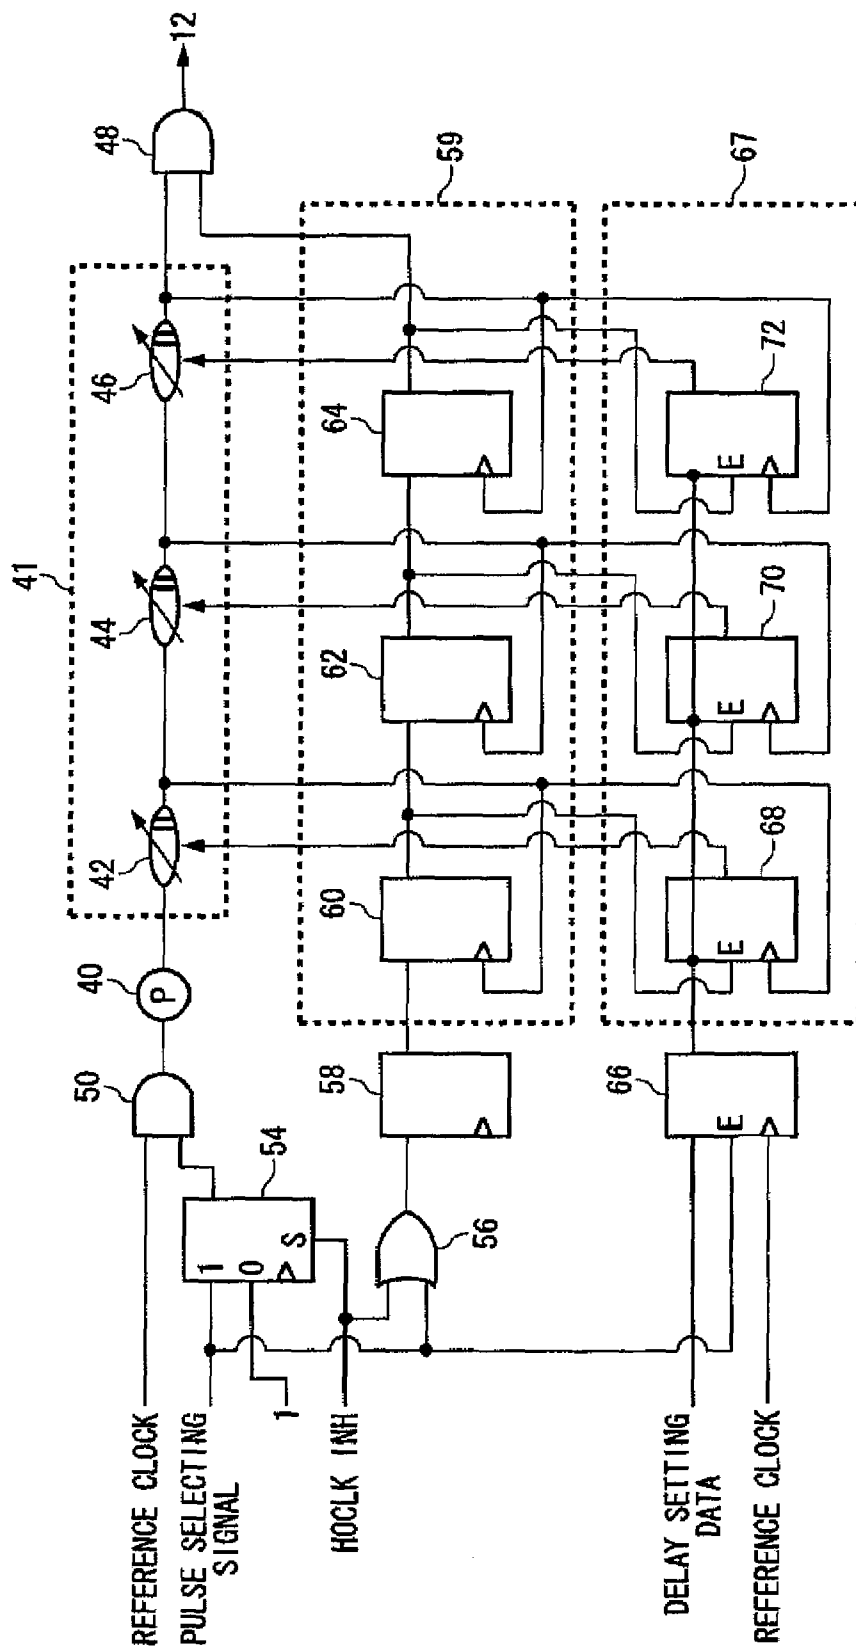 REFERENCE CLOCK
PULSE SELECTING
SIGNAL
1
HOCLK INH
DELAY SETTING
DATA
REFERENCE CLOCK
50
40
P
41
42
44
46
48
12
54
1
0
S
56
58
59
60
62
64
66
E
67
68
E
70
E
72
E